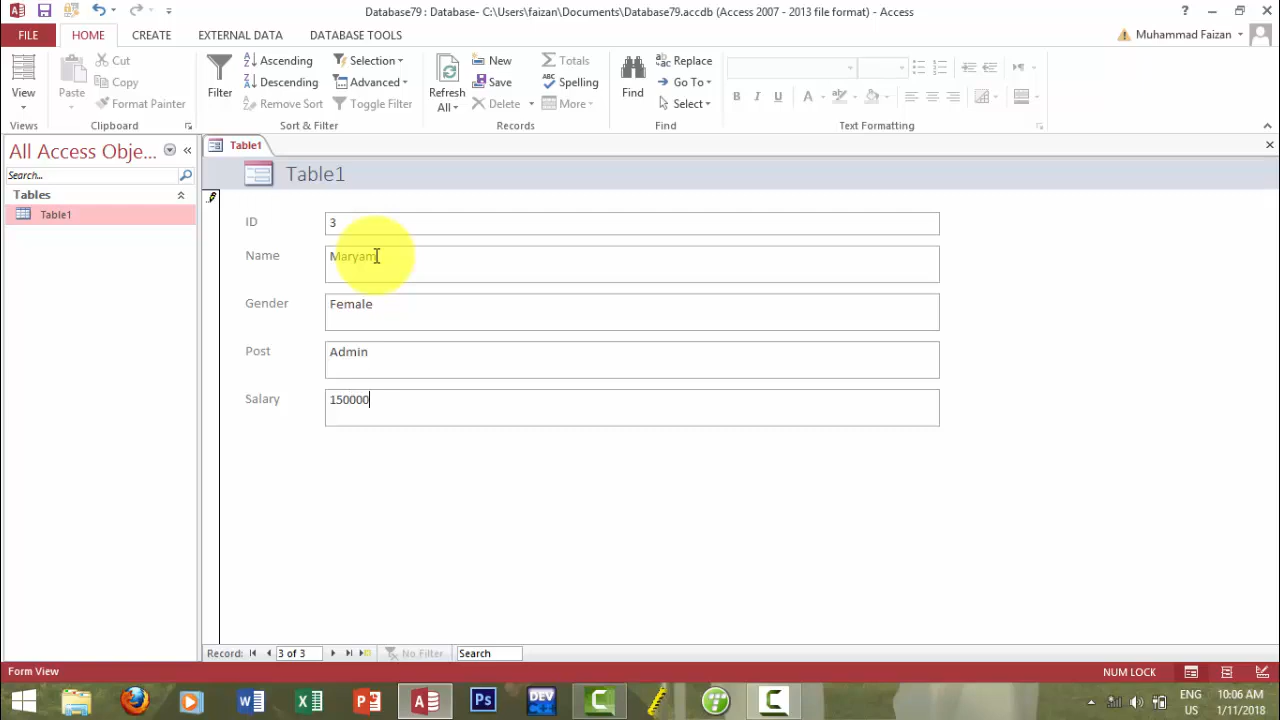 Database79 : Database- C:\Users\faizan\Documents\Database79.accdb (Access 2007 - 2013 file format) - Access
FILE HOME CREATE EXTERNAL DATA DATABASE TOOLS Muhammad Faizan
View
Views
Paste
Cut
Copy
Format Painter
Clipboard
Filter
Ascending
Descending
Remove Sort
Selection
Advanced
Toggle Filter
Sort & Filter
Refresh All
New
Save
Delete
Totals
Spelling
More
Records
Find
Replace
Go To
Select
Find
B I U A
Text Formatting
All Access Obje...
Search...
Tables
Table1
Table1
Table1
ID 3
Name Maryam
Gender Female
Post Admin
Salary 150000
Record: 3 of 3 No Filter Search
Form View NUM LOCK
W X P A Ps DEV C C
ENG 10:06 AM
US 1/11/2018